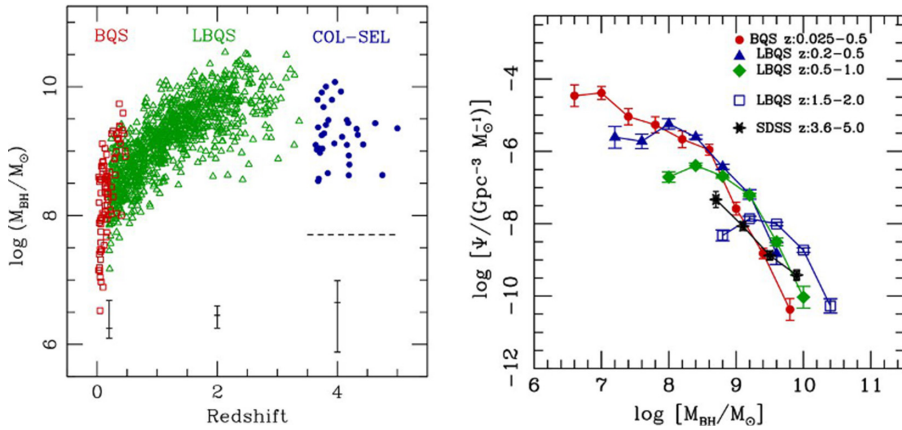 BQS LBQS COL-SEL
10
8
6
0 2 4
Redshift
log (M_BH/M_⊙)
BQS z:0.025-0.5
LBQS z:0.2-0.5
LBQS z:0.5-1.0
LBQS z:1.5-2.0
SDSS z:3.6-5.0
-4
-6
-8
-10
-12
6 7 8 9 10 11
log [M_BH/M_⊙]
log [Ψ/(Gpc⁻³ M_⊙⁻¹)]